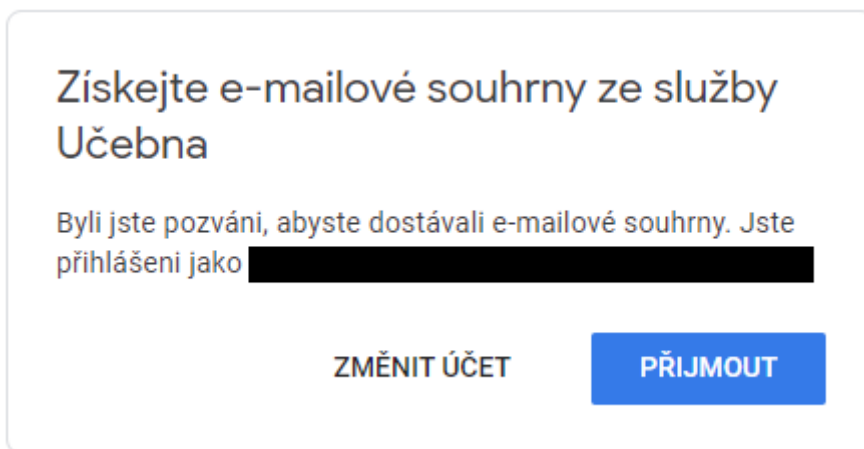 Získejte e-mailové souhrny ze služby
Učebna
Byli jste pozváni, abyste dostávali e-mailové souhrny. Jste
přihlášeni jako
ZMĚNIT ÚČET
PŘIJMOUT